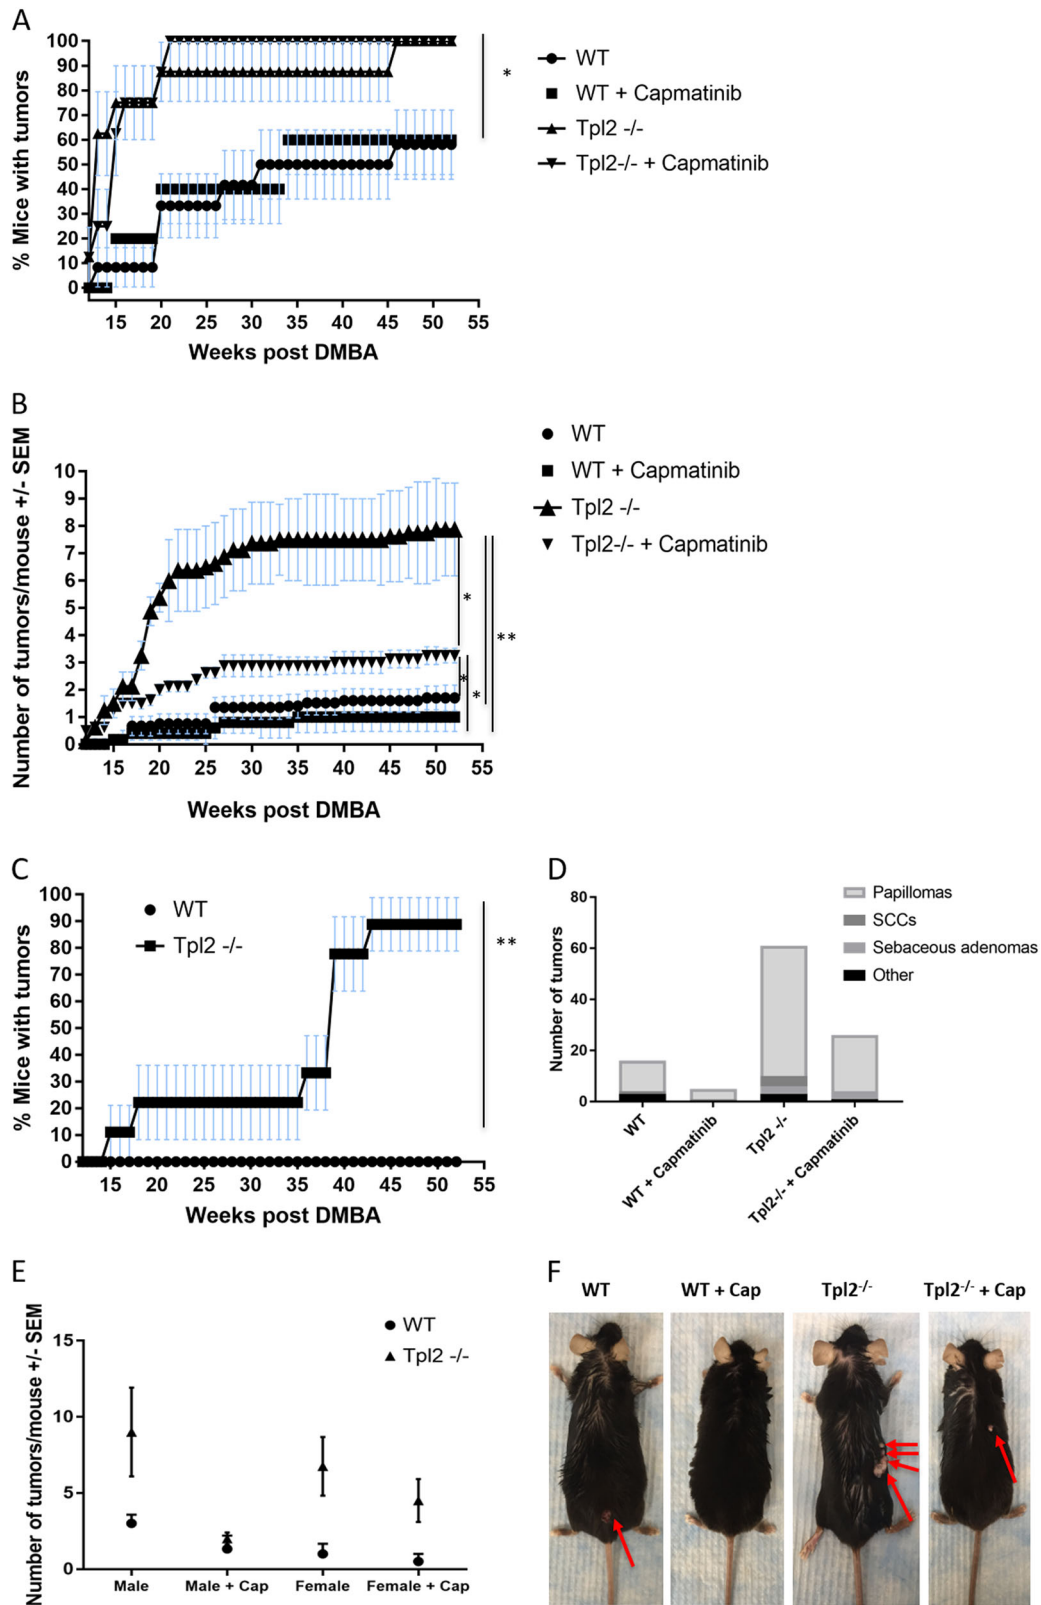 A
% Mice with tumors
100
90
80
70
60
50
40
30
20
10
0
15 20 25 30 35 40 45 50 55
Weeks post DMBA
*
WT
WT + Capmatinib
Tpl2 -/-
Tpl2-/- + Capmatinib
B
Number of tumors/mouse +/- SEM
10
9
8
7
6
5
4
3
2
1
0
15 20 25 30 35 40 45 50 55
Weeks post DMBA
*
**
*
*
WT
WT + Capmatinib
Tpl2 -/-
Tpl2-/- + Capmatinib
C
% Mice with tumors
100
90
80
70
60
50
40
30
20
10
0
15 20 25 30 35 40 45 50 55
Weeks post DMBA
WT
Tpl2 -/-
**
D
Number of tumors
80
60
40
20
0
WT
WT + Capmatinib
Tpl2 -/-
Tpl2-/- + Capmatinib
Papillomas
SCCs
Sebaceous adenomas
Other
E
Number of tumors/mouse +/- SEM
15
10
5
0
Male Male + Cap Female Female + Cap
WT
Tpl2 -/-
F
WT WT + Cap Tpl2-/- Tpl2-/- + Cap